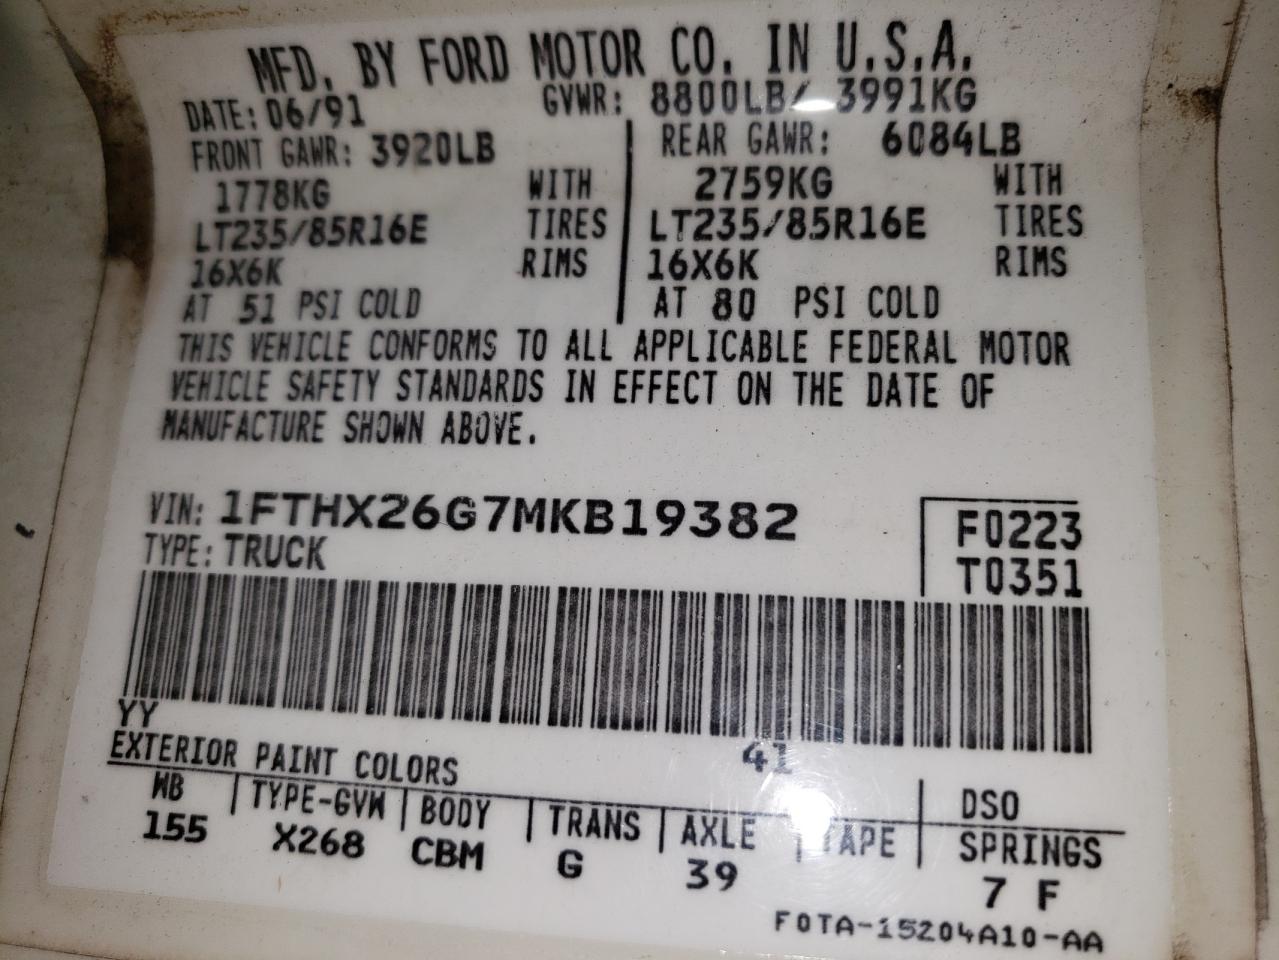 MFD. BY FORD MOTOR CO. IN U.S.A.
DATE: 06/91 GVWR: 8800LB/ 3991KG
FRONT GAWR: 3920LB REAR GAWR: 6084LB
1778KG WITH 2759KG WITH
LT235/85R16E TIRES LT235/85R16E TIRES
16X6K RIMS 16X6K RIMS
AT 51 PSI COLD AT 80 PSI COLD
THIS VEHICLE CONFORMS TO ALL APPLICABLE FEDERAL MOTOR
VEHICLE SAFETY STANDARDS IN EFFECT ON THE DATE OF
MANUFACTURE SHOWN ABOVE.
VIN: 1FTHX26G7MKB19382 F0223
TYPE: TRUCK T0351
YY 41
EXTERIOR PAINT COLORS DSO
WB TYPE-GVW BODY TRANS AXLE TAPE SPRINGS
155 X268 CBM G 39 7 F
F0TA-15204A10-AA